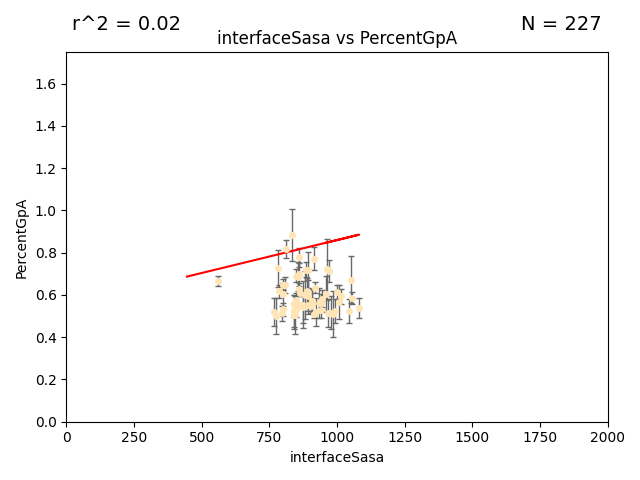 r^2 = 0.02
N = 227
interfaceSasa vs PercentGpA
PercentGpA
1.6
1.4
1.2
1.0
0.8
0.6
0.4
0.2
0.0
0 250 500 750 1000 1250 1500 1750 2000
interfaceSasa